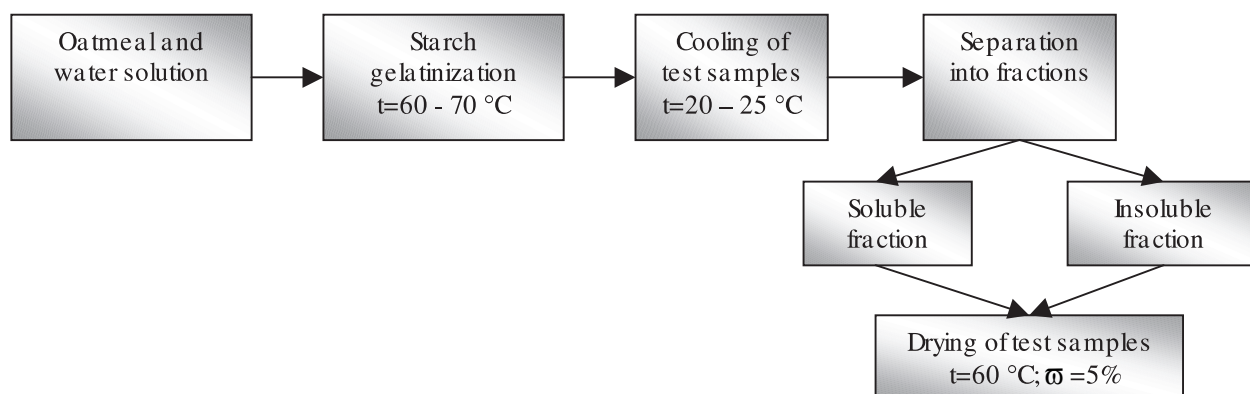 Oatmeal and
water solution
Starch
gelatinization
t=60 - 70 °C
Cooling of
test samples
t=20 – 25 °C
Separation
into fractions
Soluble
fraction
Insoluble
fraction
Drying of test samples
t=60 °C; ϖ =5%